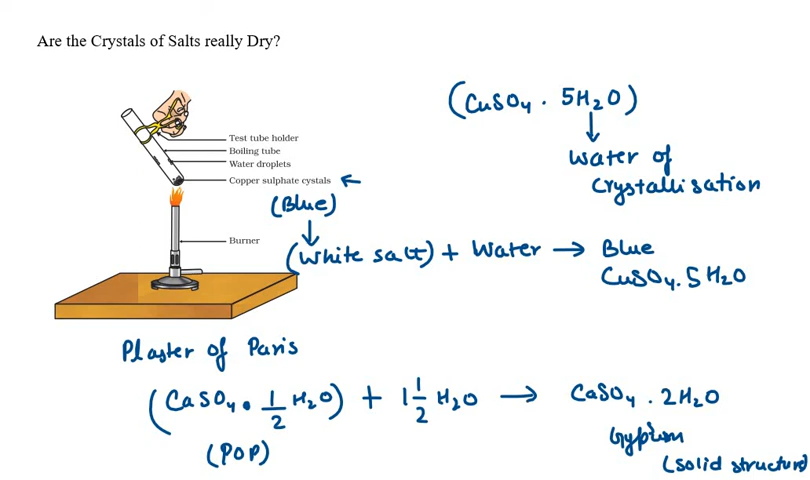 Are the Crystals of Salts really Dry?
(CuSO₄ . 5H₂O)
Test tube holder
Boiling tube
Water droplets
Copper sulphate cystals
water of
crystallisation
(Blue)
Burner
(white salt) + water → Blue
CuSO₄.5H₂O
Plaster of Paris
(CaSO₄. 1/2 H₂O) + 1 1/2 H₂O → CaSO₄ . 2H₂O
(POP)
Gypsum
(solid structure)